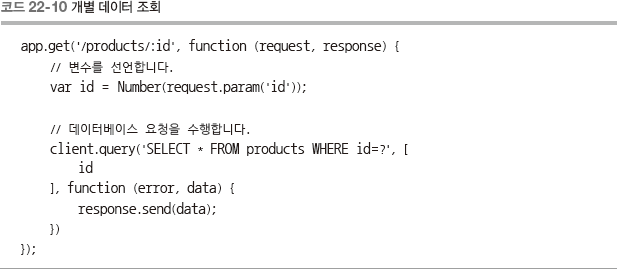 코드 22-10 개별 데이터 조회
app.get('/products/:id', function (request, response) {
// 변수를 선언합니다.
var id = Number(request.param('id'));
// 데이터베이스 요청을 수행합니다.
client.query('SELECT * FROM products WHERE id=?', [
id
], function (error, data) {
response.send(data);
})
});